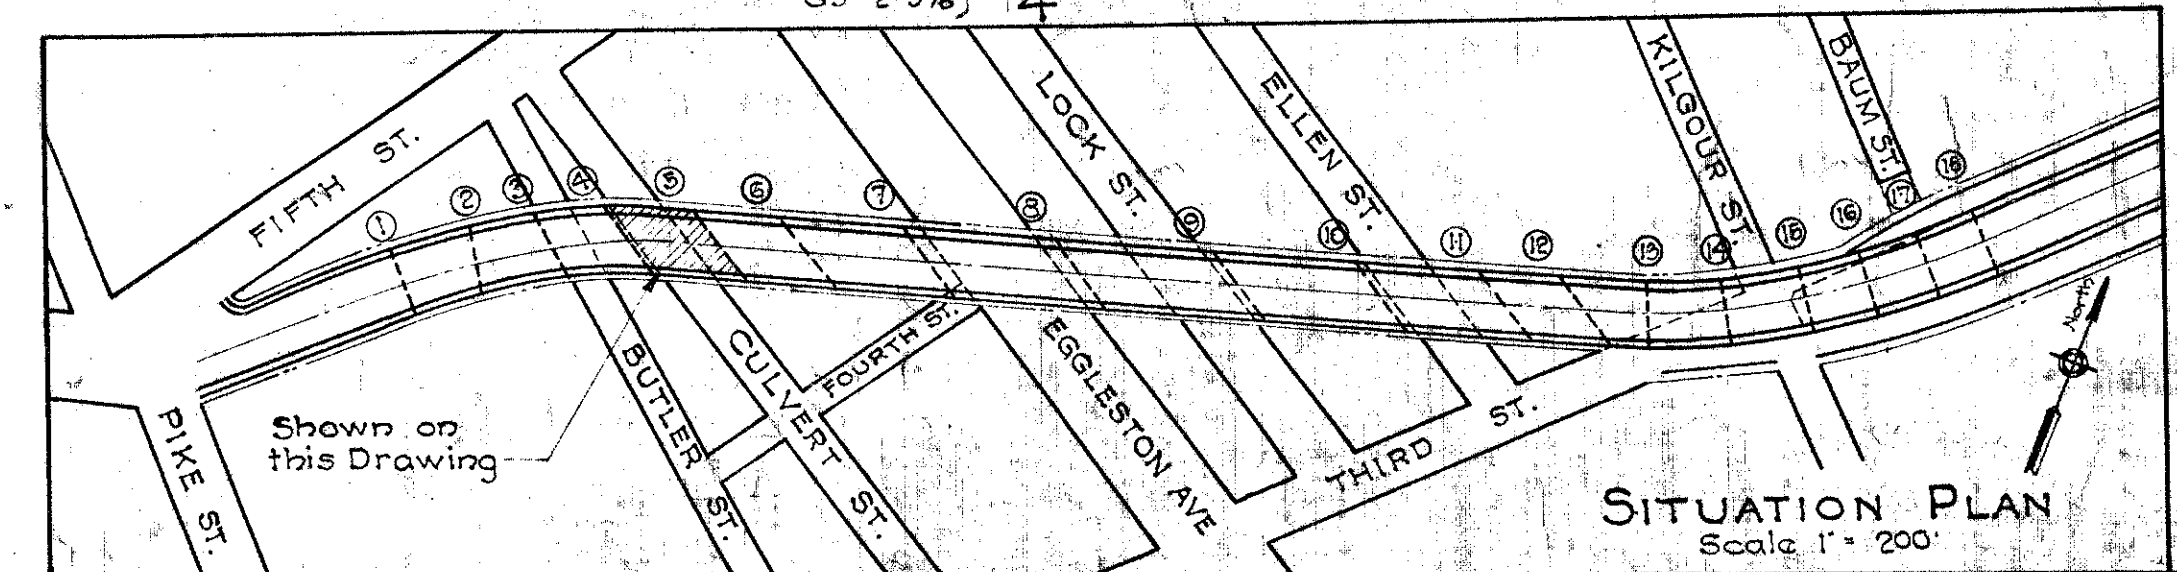 4
FIFTH ST.
1
2
3
4
5
6
7
8
9
10
11
12
13
14
15
16
17
18
LOCK ST.
ELLEN ST.
KILGOUR ST.
BAUM ST.
PIKE ST.
BUTLER ST.
CULVERT ST.
FOURTH ST.
EGGLESTON AVE
THIRD ST.
Shown on
this Drawing
North
SITUATION PLAN
Scale 1" = 200'